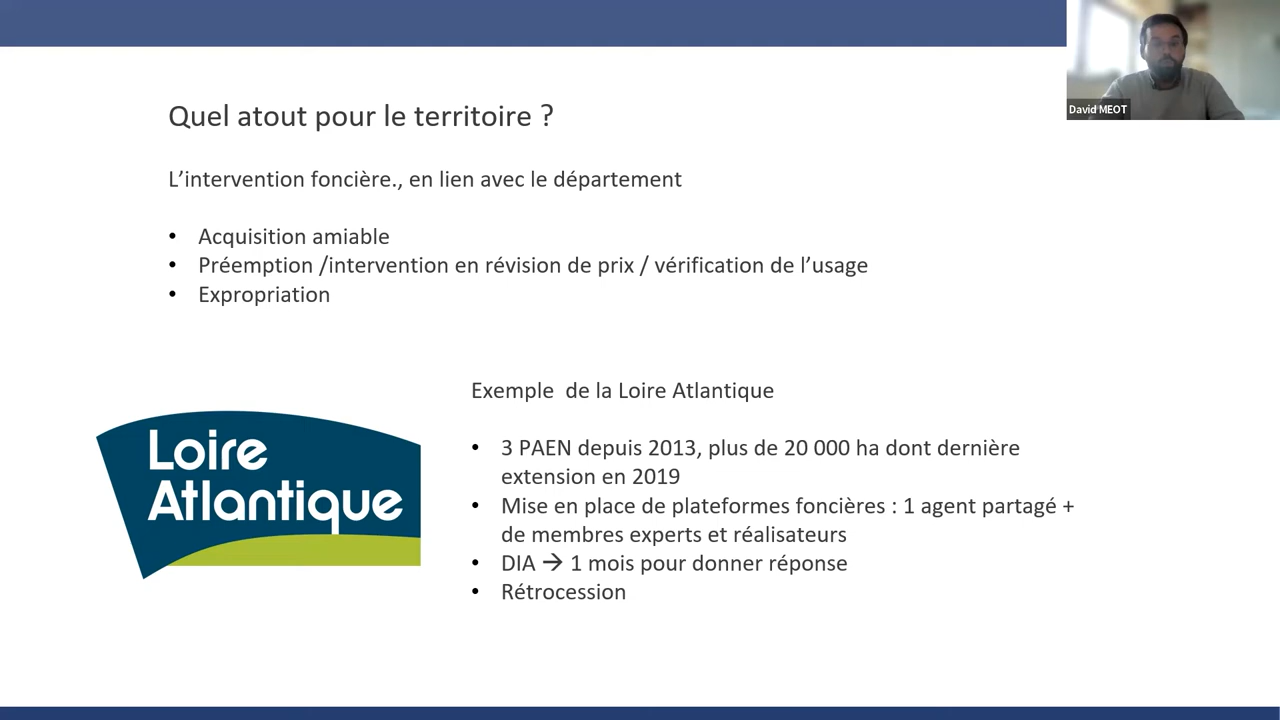 David MEOT
Quel atout pour le territoire ?
L’intervention foncière., en lien avec le département
• Acquisition amiable
• Préemption /intervention en révision de prix / vérification de l’usage
• Expropriation
Loire
Atlantique
Exemple  de la Loire Atlantique
• 3 PAEN depuis 2013, plus de 20 000 ha dont dernière
extension en 2019
• Mise en place de plateformes foncières : 1 agent partagé +
de membres experts et réalisateurs
• DIA → 1 mois pour donner réponse
• Rétrocession